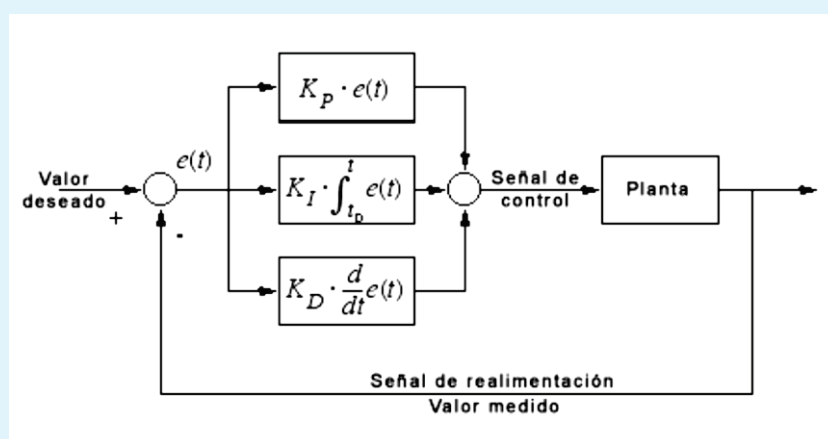 K_P · e(t)
e(t)
Valor
deseado
+
-
K_I · ∫_{t_0}^{t} e(t)
Señal de
control
Planta
K_D · d/dt e(t)
Señal de realimentación
Valor medido